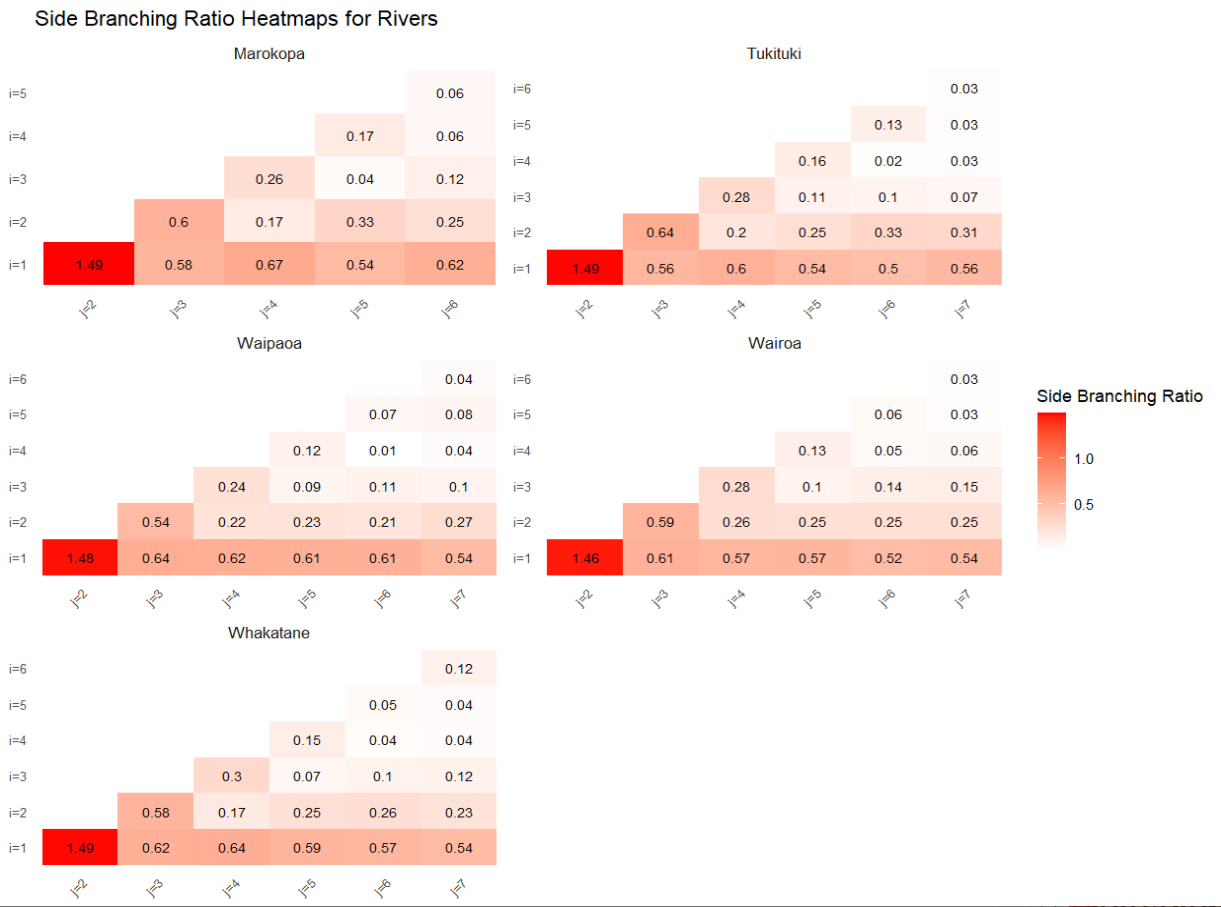 Side Branching Ratio Heatmaps for Rivers
Marokopa
i=5 0.06
i=4 0.17 0.06
i=3 0.26 0.04 0.12
i=2 0.6 0.17 0.33 0.25
i=1 1.49 0.58 0.67 0.54 0.62
j=2 j=3 j=4 j=5 j=6
Tukituki
i=6 0.03
i=5 0.13 0.03
i=4 0.16 0.02 0.03
i=3 0.28 0.11 0.1 0.07
i=2 0.64 0.2 0.25 0.33 0.31
i=1 1.49 0.56 0.6 0.54 0.5 0.56
j=2 j=3 j=4 j=5 j=6 j=7
Waipaoa
i=6 0.04
i=5 0.07 0.08
i=4 0.12 0.01 0.04
i=3 0.24 0.09 0.11 0.1
i=2 0.54 0.22 0.23 0.21 0.27
i=1 1.48 0.64 0.62 0.61 0.61 0.54
j=2 j=3 j=4 j=5 j=6 j=7
Wairoa
i=6 0.03
i=5 0.06 0.03
i=4 0.13 0.05 0.06
i=3 0.28 0.1 0.14 0.15
i=2 0.59 0.26 0.25 0.25 0.25
i=1 1.46 0.61 0.57 0.57 0.52 0.54
j=2 j=3 j=4 j=5 j=6 j=7
Side Branching Ratio
1.0
0.5
Whakatane
i=6 0.12
i=5 0.05 0.04
i=4 0.15 0.04 0.04
i=3 0.3 0.07 0.1 0.12
i=2 0.58 0.17 0.25 0.26 0.23
i=1 1.49 0.62 0.64 0.59 0.57 0.54
j=2 j=3 j=4 j=5 j=6 j=7